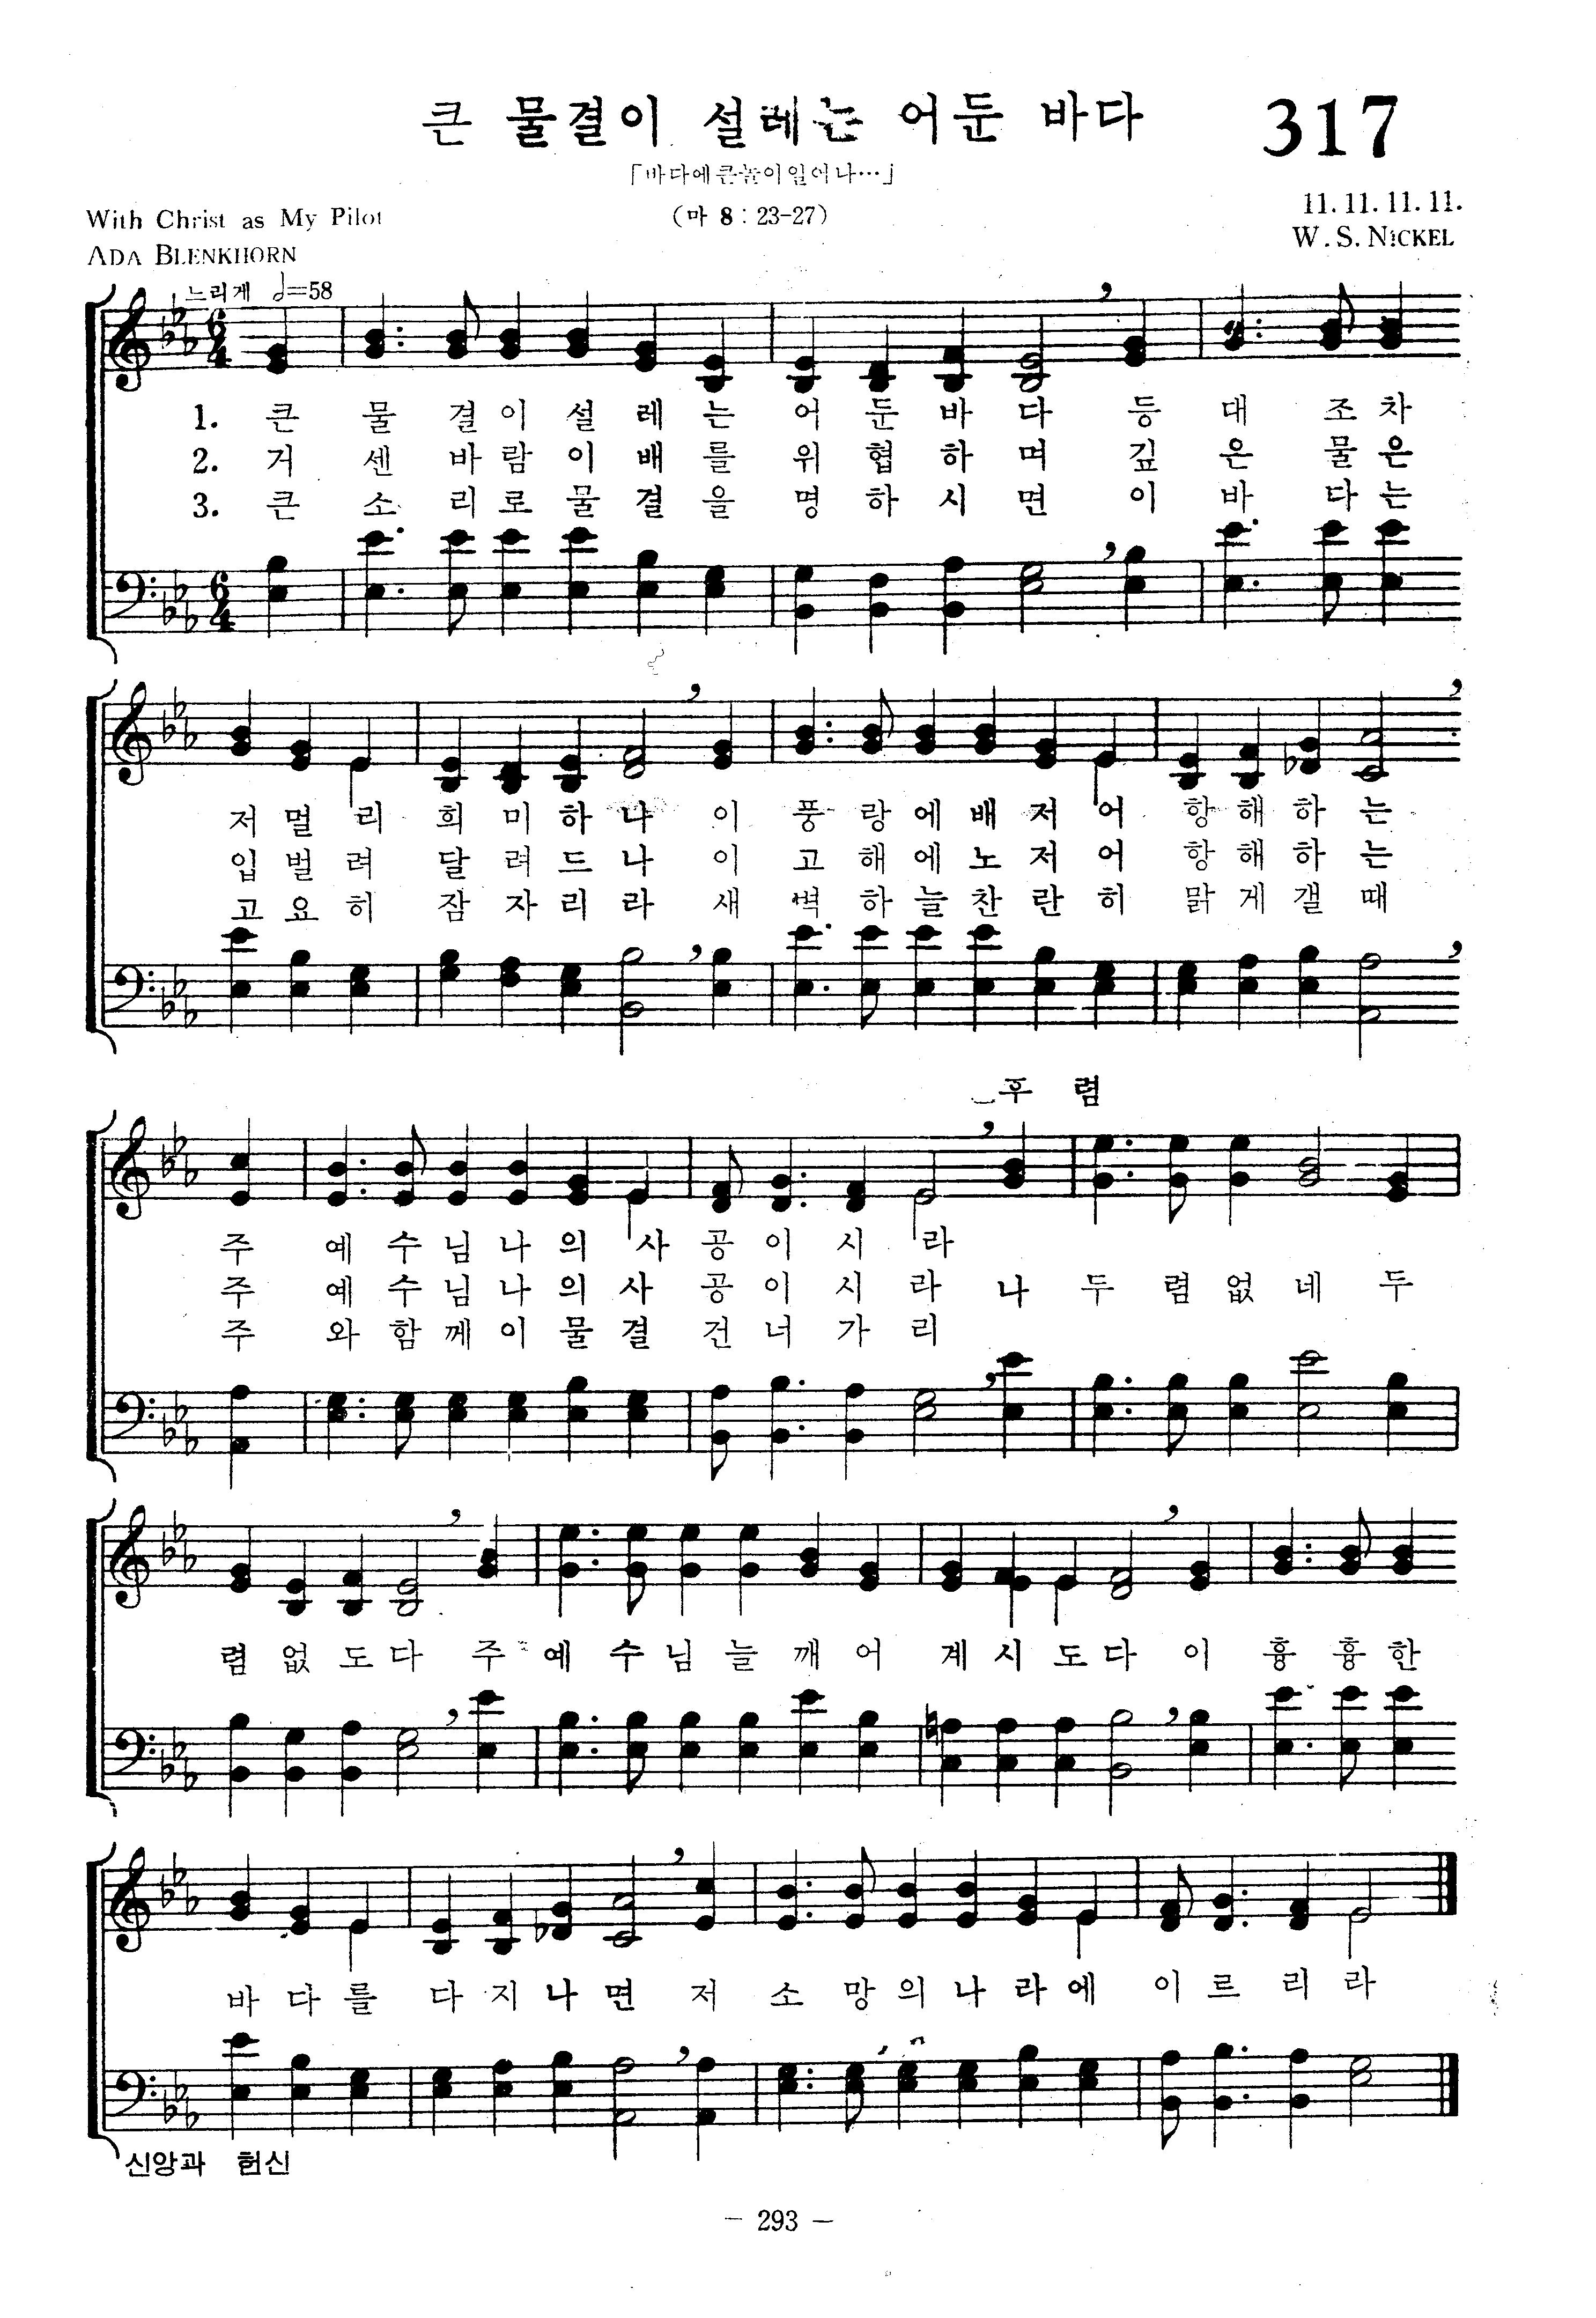 큰 물결이 설레는 어둔 바다
317
「바다에 큰 놀이 일어나…」
(마 8 : 23-27)
With Christ as My Pilot
ADA BLENKHORN
11. 11. 11. 11.
W. S. NICKEL
느리게 𝅗𝅥=58
1. 큰 물 결 이 설 레 는 어 둔 바 다 등 대 조 차
2. 거 센 바 람 이 배 를 위 협 하 며 깊 은 물 은
3. 큰 소 리 로 물 결 을 명 하 시 면 이 바 다 는
저 멀 리 희 미 하 나 이 풍 랑 에 배 저 어 항 해 하 는
입 벌 려 달 려 드 나 이 고 해 에 노 저 어 항 해 하 는
고 요 히 잠 자 리 라 새 벽 하 늘 찬 란 히 맑 게 갤 때
후 렴
주 예 수 님 나 의 사 공 이 시 라
주 예 수 님 나 의 사 공 이 시 라 나 두 렴 없 네 두
주 와 함 께 이 물 결 건 너 가 리
렴 없 도 다 주 예 수 님 늘 깨 어 계 시 도 다 이 흉 흉 한
바 다 를 다 지 나 면 저 소 망 의 나 라 에 이 르 리 라
신앙과 헌신
- 293 -